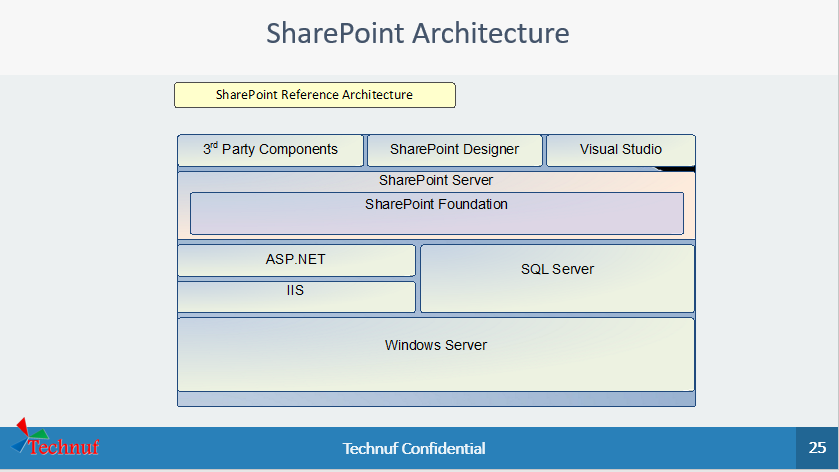 SharePoint Architecture
SharePoint Reference Architecture
3rd Party Components
SharePoint Designer
Visual Studio
SharePoint Server
SharePoint Foundation
ASP.NET
SQL Server
IIS
Windows Server
Technuf
Technuf Confidential
25